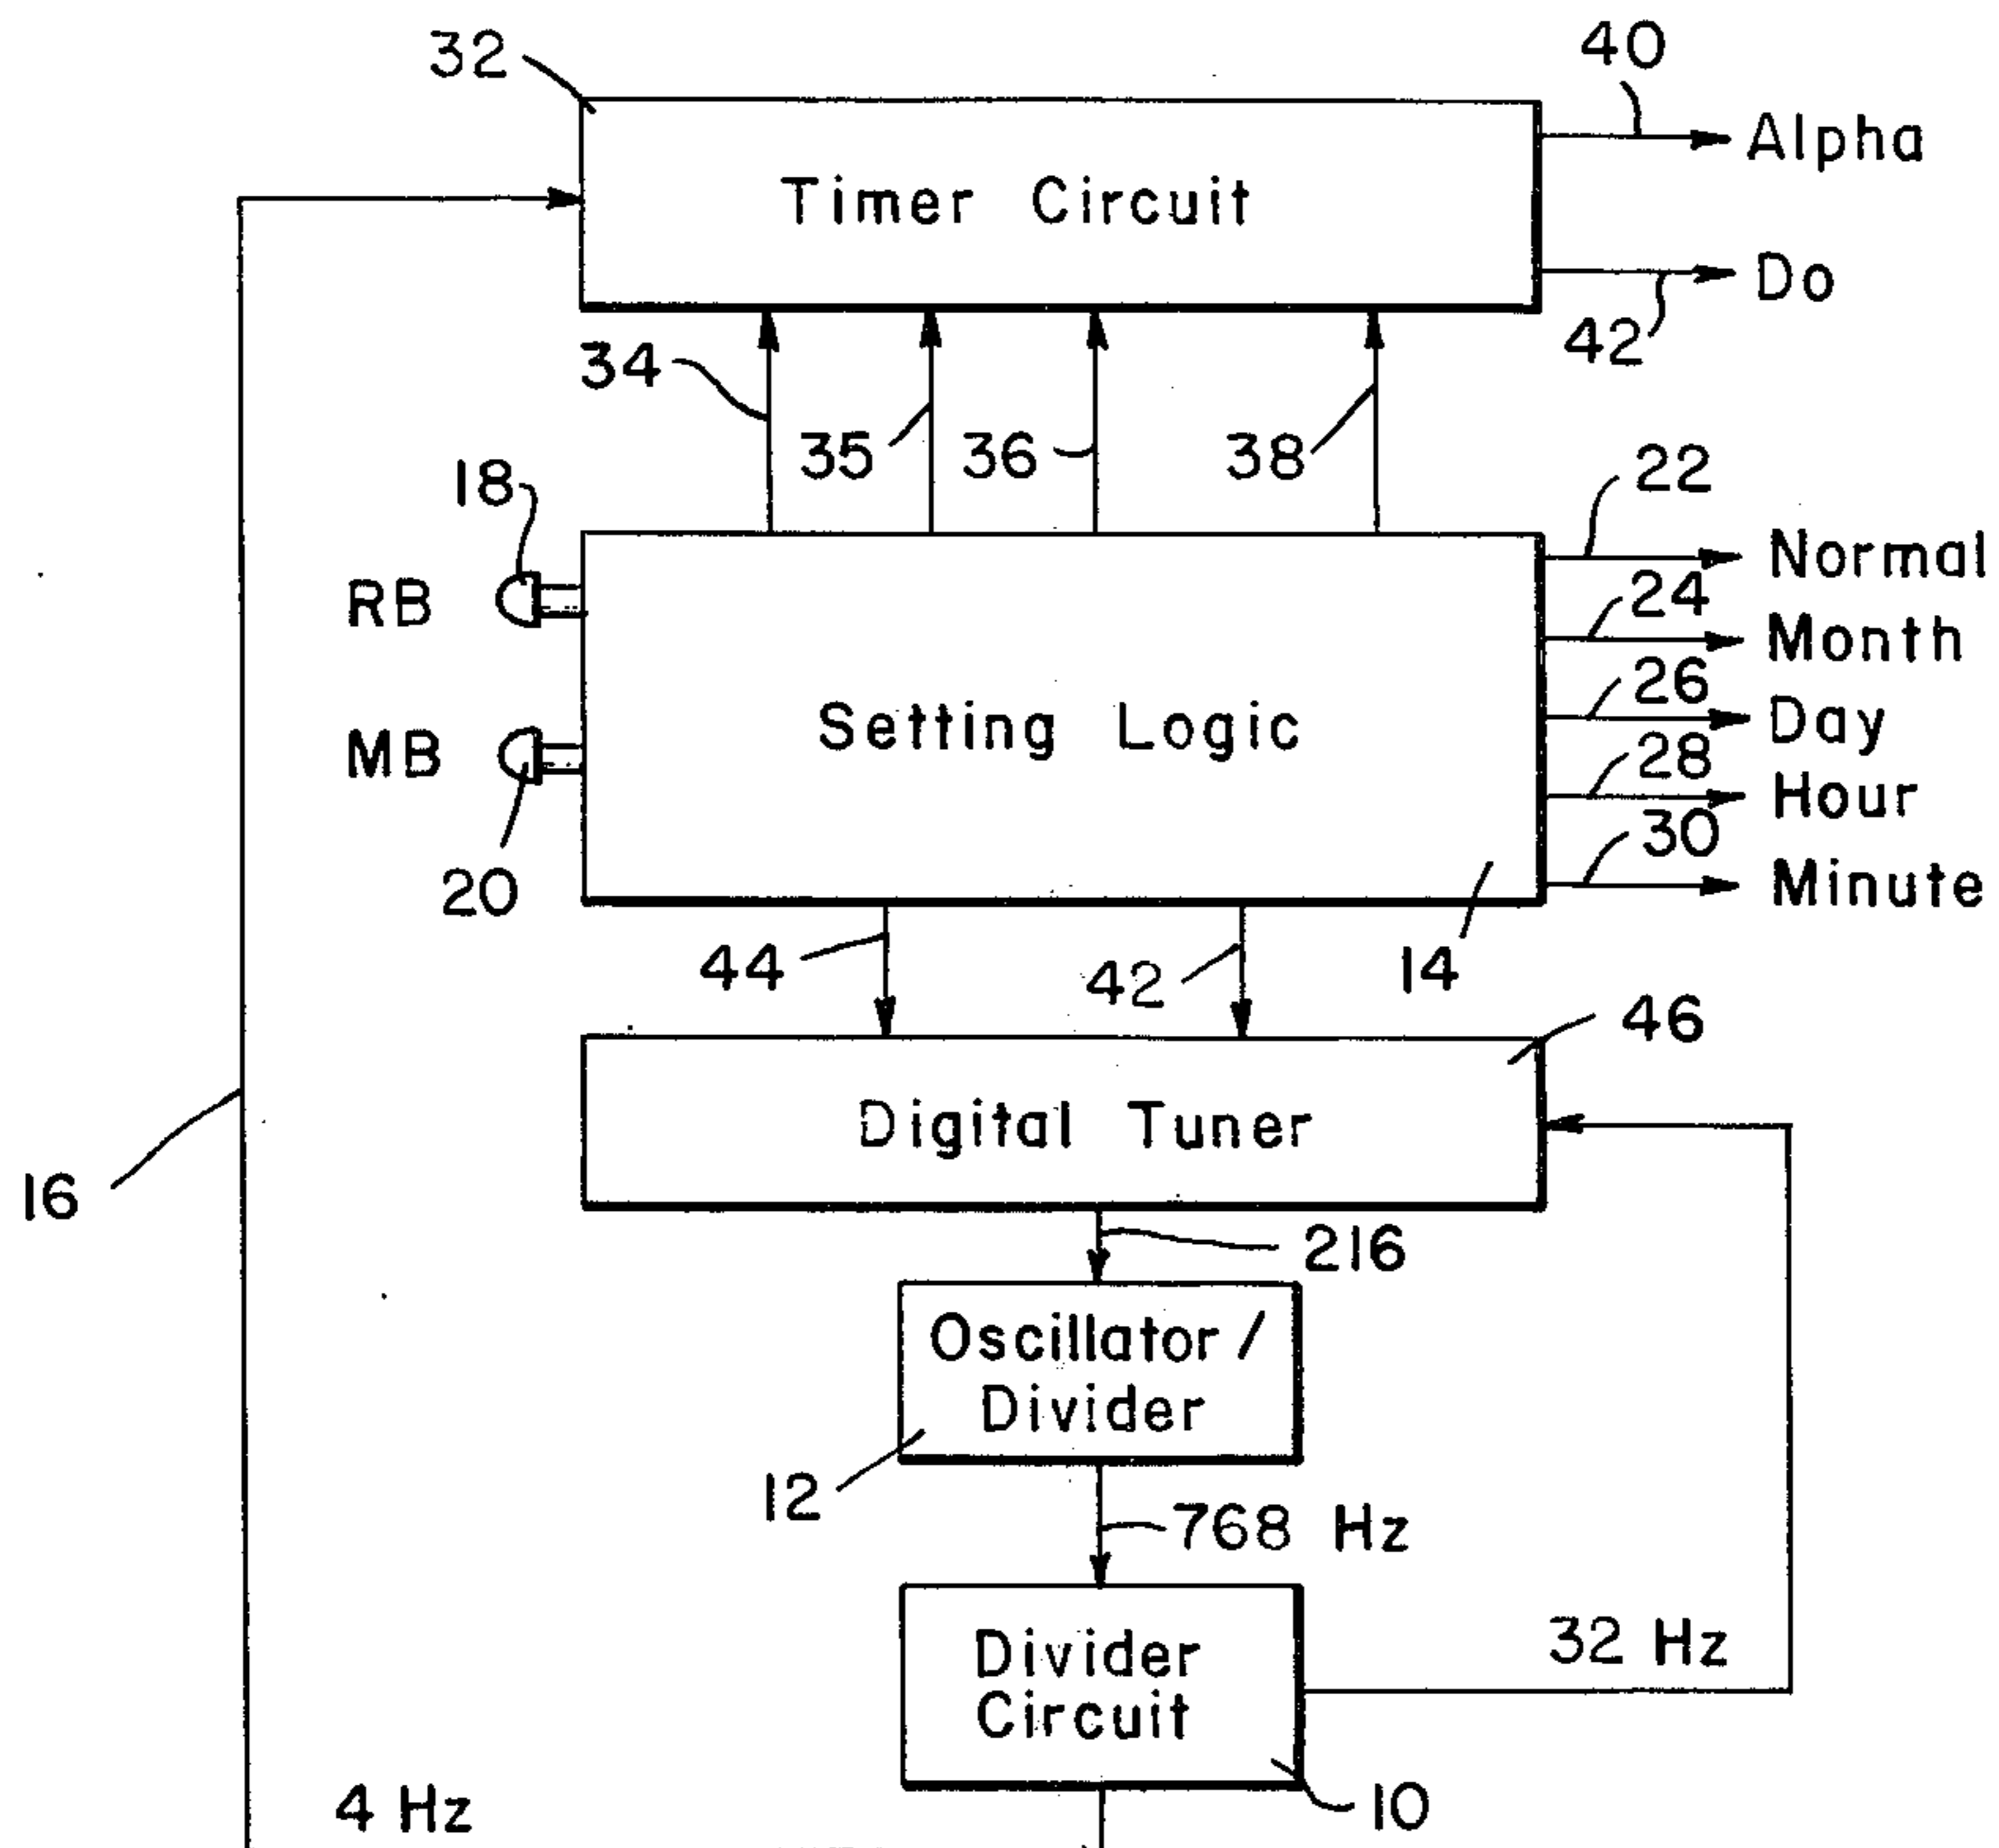 32
40
Alpha
Timer Circuit
Do
42
34
35
36
38
18
22
Normal
RB
24
Month
26
MB
Setting Logic
Day
28
Hour
20
30
Minute
44
42
14
46
Digital Tuner
16
216
Oscillator /
Divider
12
768 Hz
Divider
Circuit
32 Hz
4 Hz
10